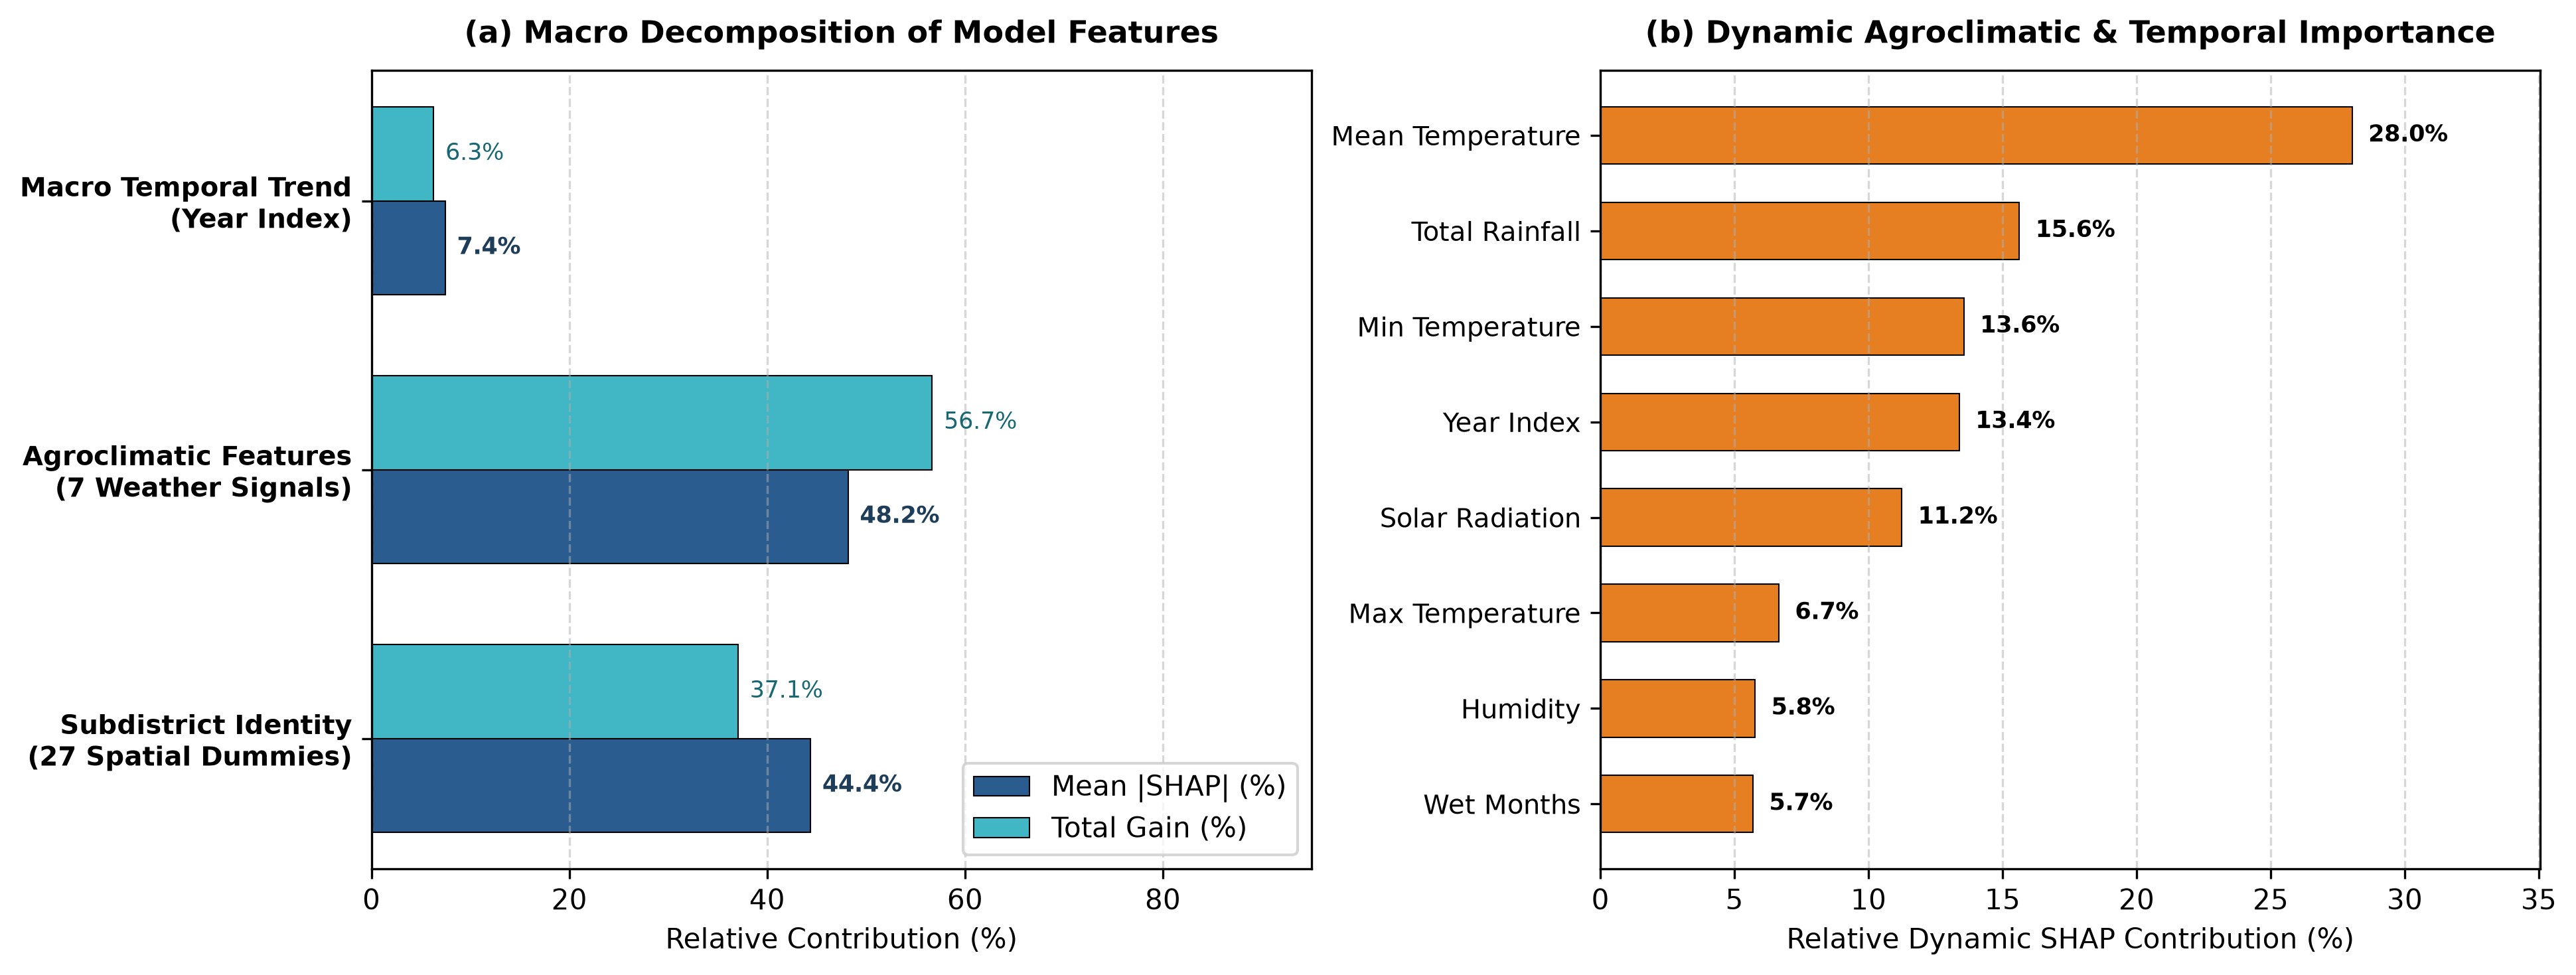 (a) Macro Decomposition of Model Features
Macro Temporal Trend
(Year Index)
6.3%
7.4%
Agroclimatic Features
(7 Weather Signals)
56.7%
48.2%
Subdistrict Identity
(27 Spatial Dummies)
37.1%
44.4%
Mean |SHAP| (%)
Total Gain (%)
0 20 40 60 80
Relative Contribution (%)
(b) Dynamic Agroclimatic & Temporal Importance
Mean Temperature 28.0%
Total Rainfall 15.6%
Min Temperature 13.6%
Year Index 13.4%
Solar Radiation 11.2%
Max Temperature 6.7%
Humidity 5.8%
Wet Months 5.7%
0 5 10 15 20 25 30 35
Relative Dynamic SHAP Contribution (%)